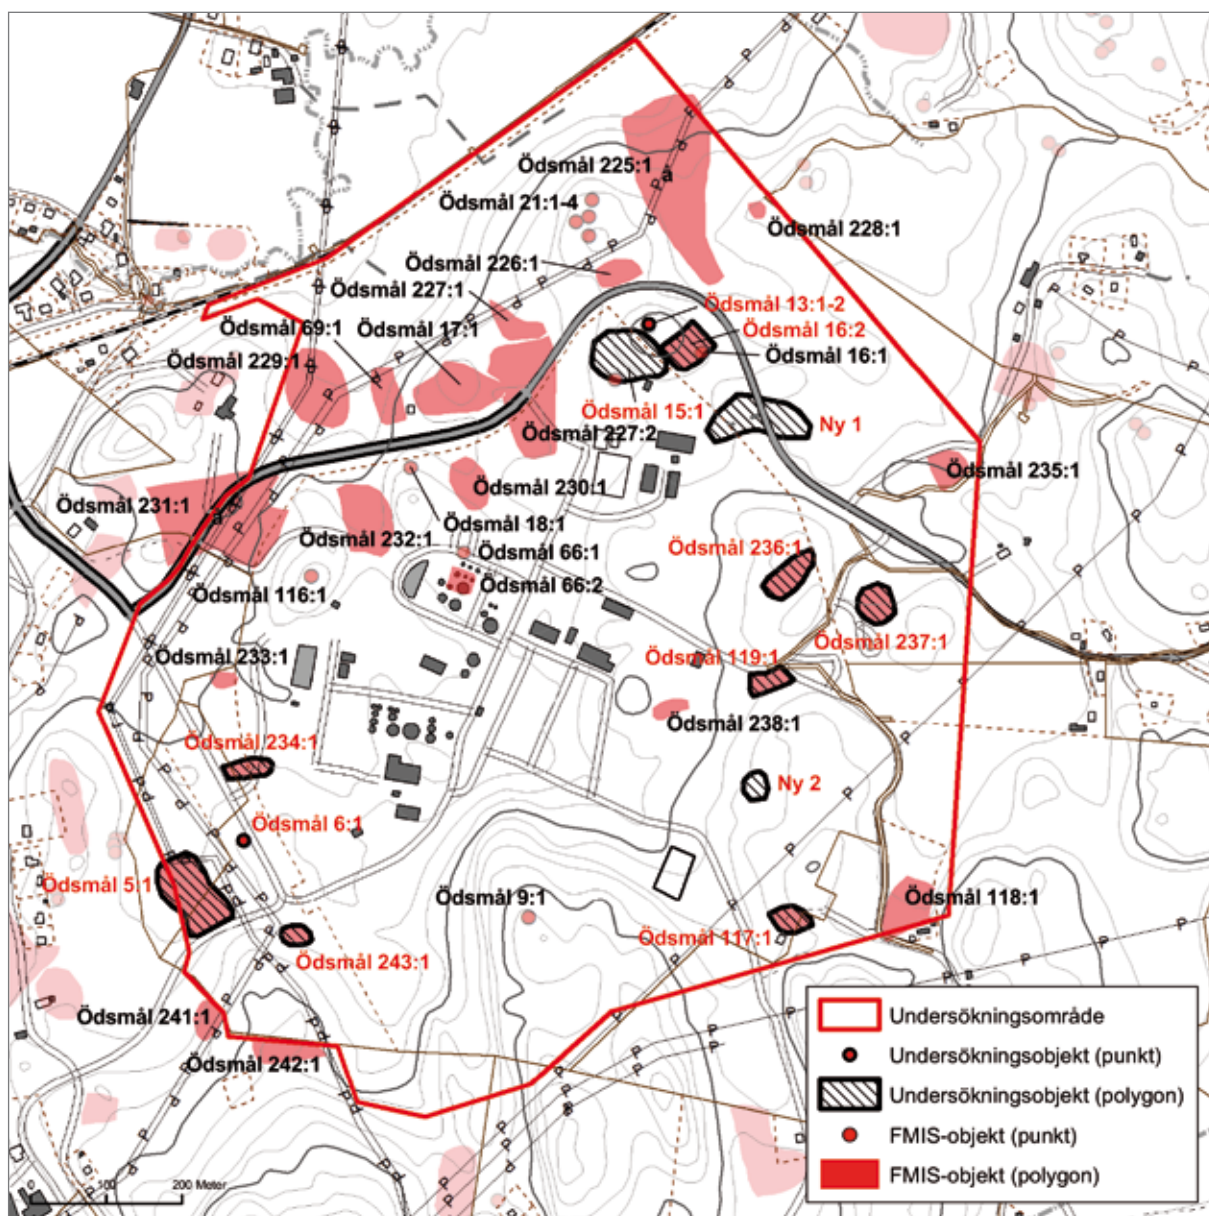 Ödsmål 225:1
å
Ödsmål 21:1-4
Ödsmål 228:1
Ödsmål 226:1
Ödsmål 227:1
Ödsmål 13:1-2
Ödsmål 69:1
Ödsmål 17:1
Ödsmål 16:2
Ödsmål 229:1
Ödsmål 16:1
Ödsmål 15:1
Ny 1
Ödsmål 227:2
Ödsmål 235:1
Ödsmål 230:1
Ödsmål 231:1
å
Ödsmål 18:1
Ödsmål 232:1
Ödsmål 66:1
Ödsmål 236:1
Ödsmål 66:2
Ödsmål 116:1
Ödsmål 237:1
Ödsmål 233:1
Ödsmål 119:1
Ödsmål 238:1
Ödsmål 234:1
Ny 2
Ödsmål 6:1
Ödsmål 5:1
Ödsmål 9:1
Ödsmål 118:1
Ödsmål 117:1
Ödsmål 243:1
Ödsmål 241:1
Ödsmål 242:1
Undersökningsområde
Undersökningsobjekt (punkt)
Undersökningsobjekt (polygon)
FMIS-objekt (punkt)
FMIS-objekt (polygon)
0 100 200 Meter